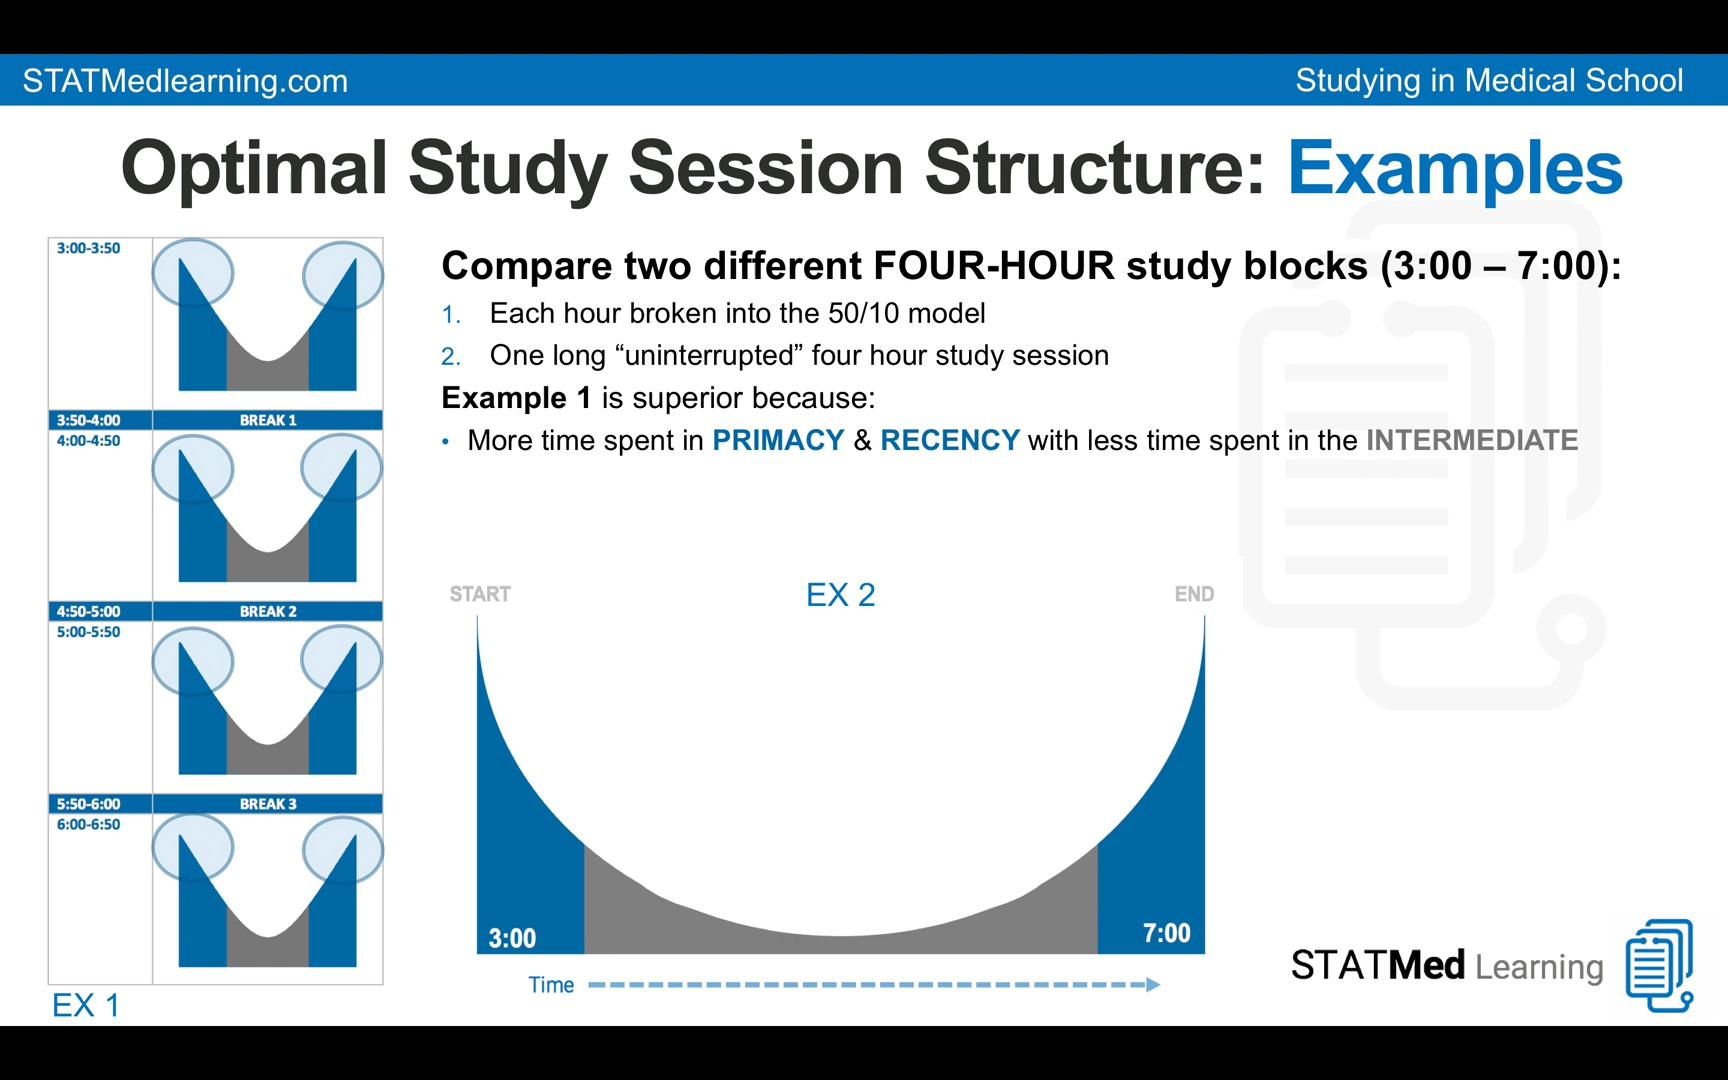 STATMedlearning.com
Studying in Medical School
Optimal Study Session Structure: Examples
3:00-3:50
3:50-4:00 BREAK 1
4:00-4:50
4:50-5:00 BREAK 2
5:00-5:50
5:50-6:00 BREAK 3
6:00-6:50
EX 1
Compare two different FOUR-HOUR study blocks (3:00 – 7:00):
1. Each hour broken into the 50/10 model
2. One long “uninterrupted” four hour study session
Example 1 is superior because:
• More time spent in PRIMACY & RECENCY with less time spent in the INTERMEDIATE
START
EX 2
END
3:00
7:00
Time
STATMed Learning